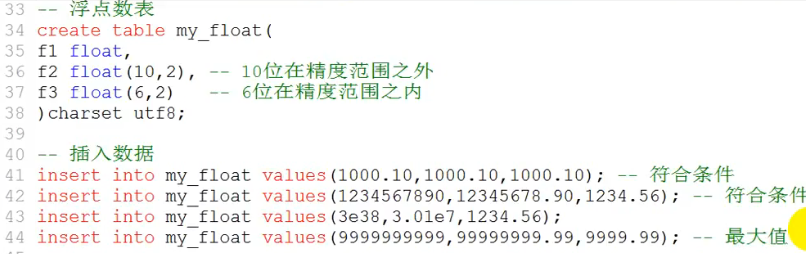 33 -- 浮点数表
34 create table my_float(
35 f1 float,
36 f2 float(10,2), -- 10位在精度范围之外
37 f3 float(6,2) -- 6位在精度范围之内
38 )charset utf8;
39
40 -- 插入数据
41 insert into my_float values(1000.10,1000.10,1000.10); -- 符合条件
42 insert into my_float values(1234567890,12345678.90,1234.56); -- 符合条件
43 insert into my_float values(3e38,3.01e7,1234.56);
44 insert into my_float values(9999999999,99999999.99,9999.99); -- 最大值